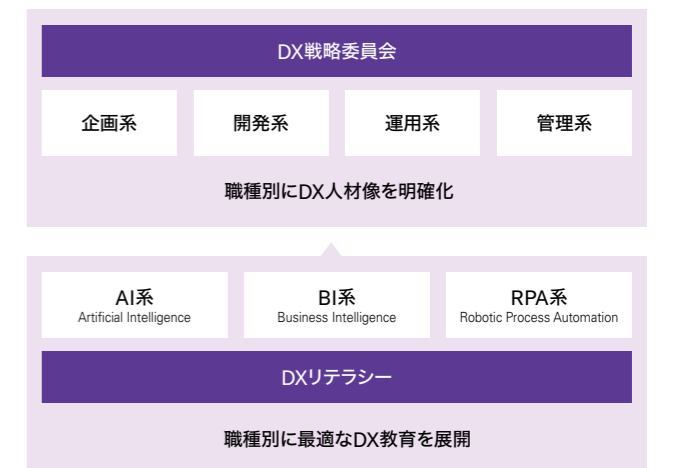 DX戦略委員会
企画系 開発系 運用系 管理系
職種別にDX人材像を明確化
AI系 BI系 RPA系
Artificial Intelligence Business Intelligence Robotic Process Automation
DXリテラシー
職種別に最適なDX教育を展開